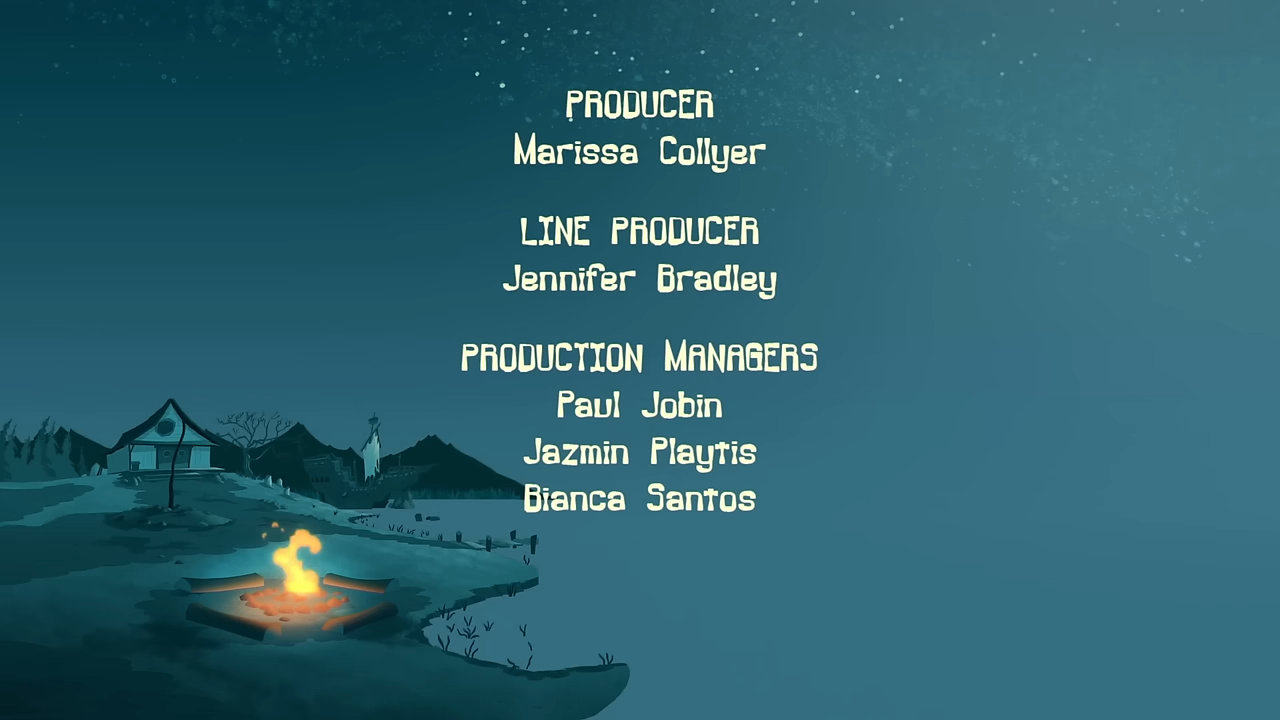 PRODUCER
Marissa Collyer
LINE PRODUCER
Jennifer Bradley
PRODUCTION MANAGERS
Paul Jobin
Jazmin Playtis
Bianca Santos